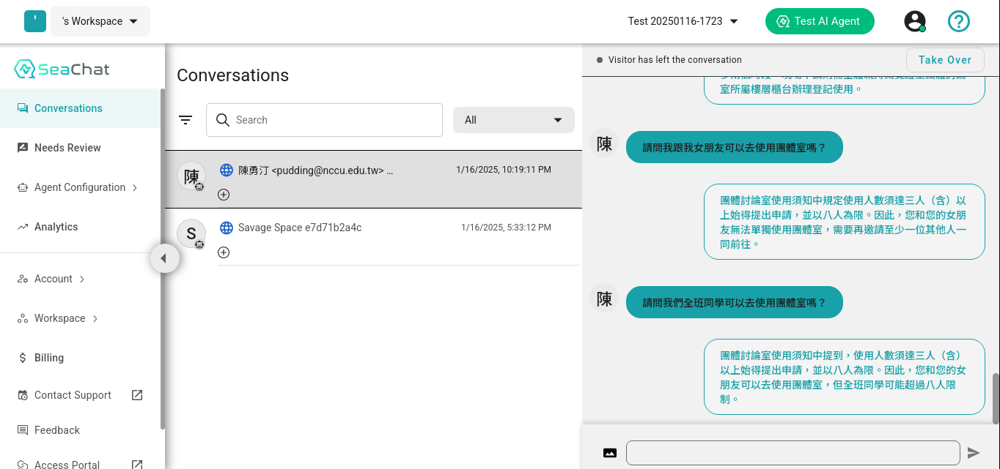 '
's Workspace
Test 20250116-1723
Test AI Agent
SeaChat
Conversations
Needs Review
Agent Configuration
Analytics
Account
Workspace
Billing
Contact Support
Feedback
Access Portal
Conversations
Search
All
陳
陳勇汀 <pudding@nccu.edu.tw> ...
1/16/2025, 10:19:11 PM
S
Savage Space e7d71b2a4c
1/16/2025, 5:33:12 PM
Visitor has left the conversation
Take Over
室所屬樓層櫃台辦理登記使用。
陳
請問我跟我女朋友可以去使用團體室嗎？
團體討論室使用須知中規定使用人數須達三人（含）以
上始得提出申請，並以八人為限。因此，您和您的女朋
友無法單獨使用團體室，需要再邀請至少一位其他人一
同前往。
陳
請問我們全班同學可以去使用團體室嗎？
團體討論室使用須知中提到，使用人數須達三人（含）
以上始得提出申請，並以八人為限。因此，您和您的女
朋友可以去使用團體室，但全班同學可能超過八人限
制。